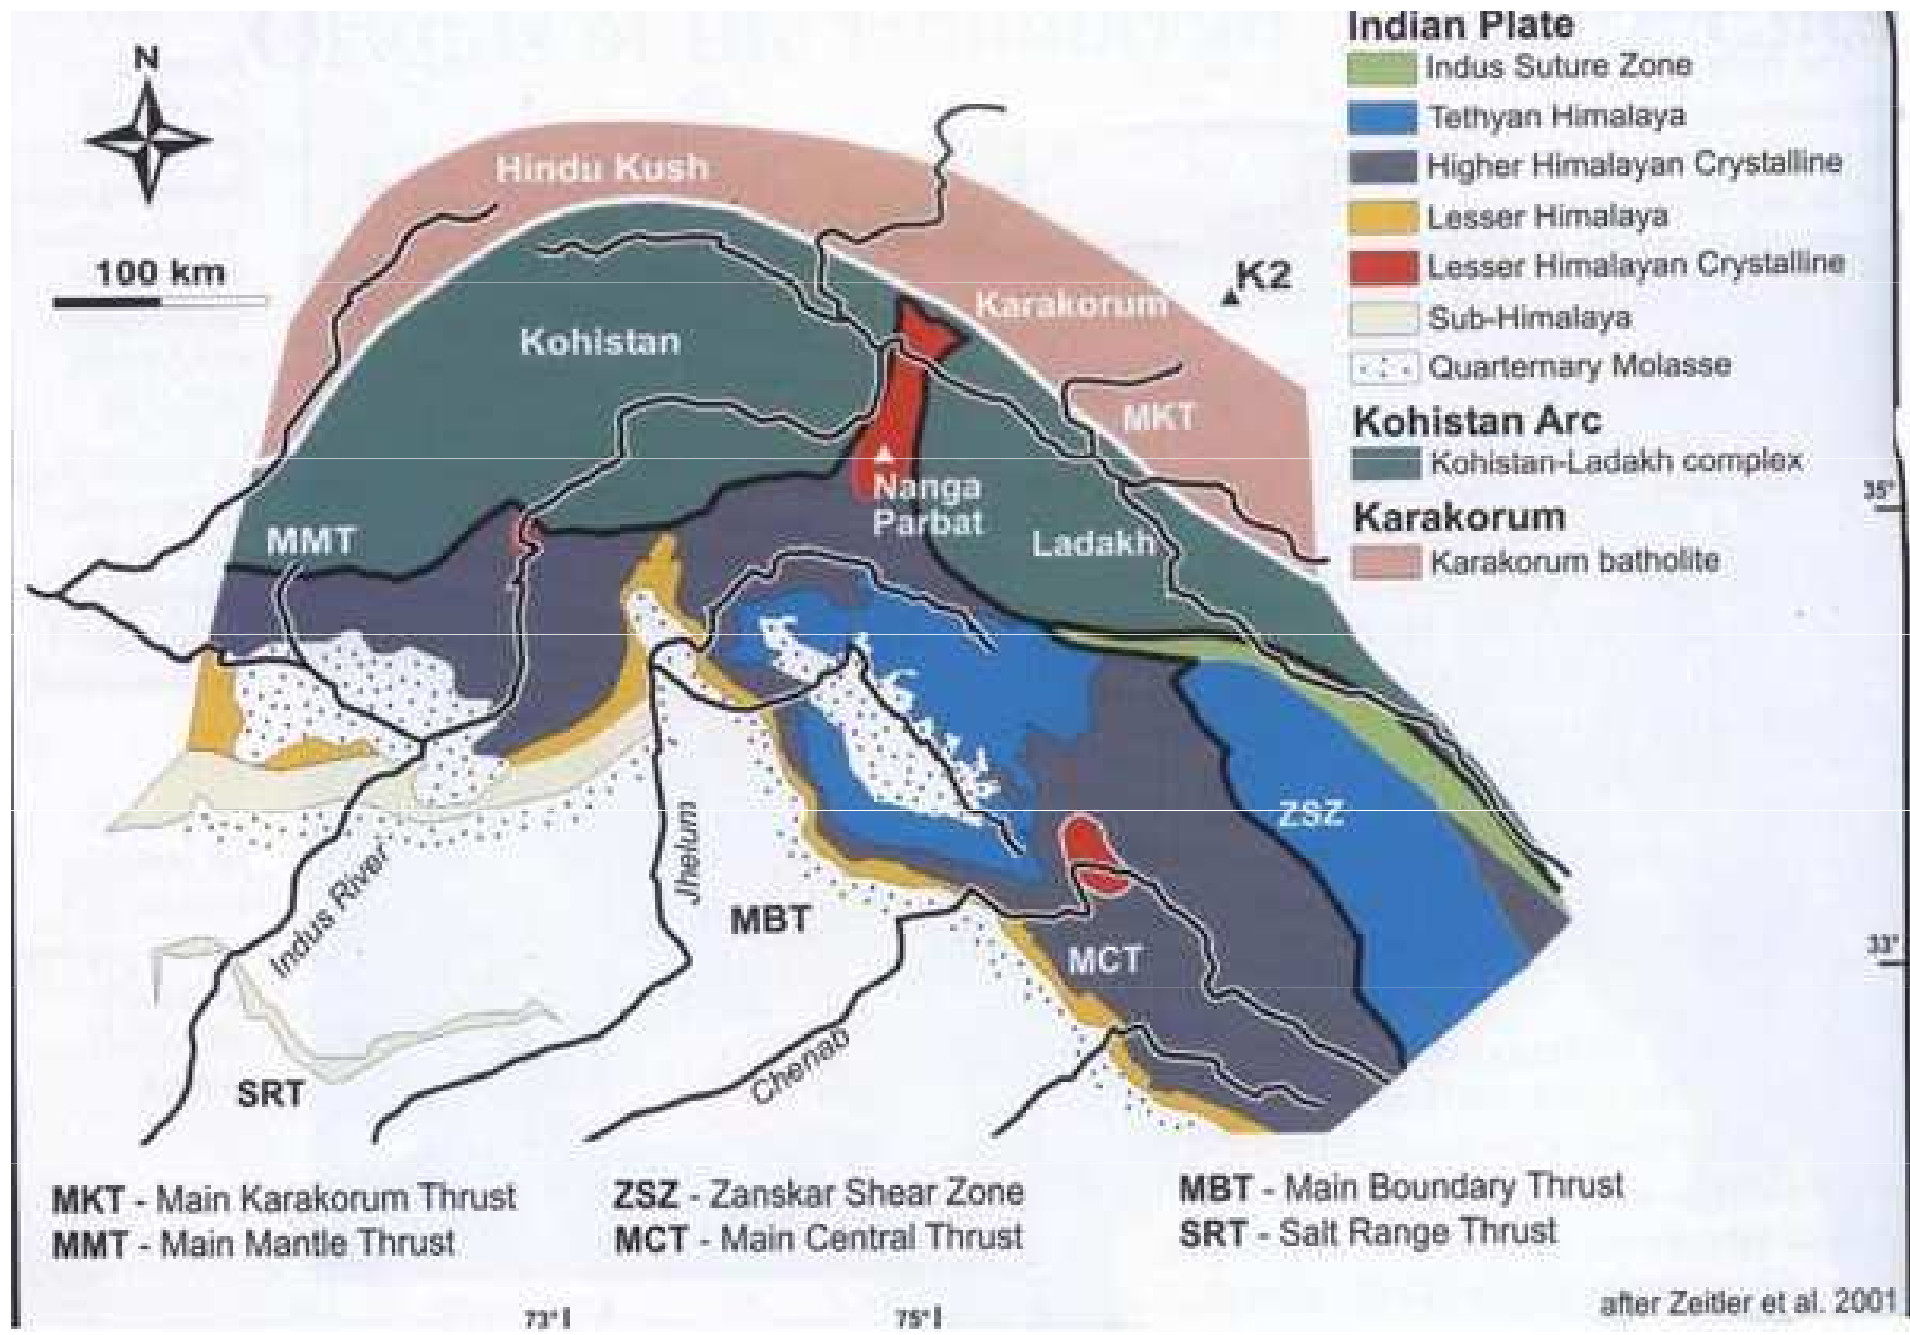 N
100 km
Hindu Kush
Kohistan
Karakorum
K2
MKT
Nanga
Parbat
Ladakh
MMT
ZSZ
Jhelum
Indus River
MBT
MCT
Chenab
SRT
Indian Plate
Indus Suture Zone
Tethyan Himalaya
Higher Himalayan Crystalline
Lesser Himalaya
Lesser Himalayan Crystalline
Sub-Himalaya
Quarternary Molasse
Kohistan Arc
Kohistan-Ladakh complex
Karakorum
Karakorum batholite
35°
33°
MKT - Main Karakorum Thrust
MMT - Main Mantle Thrust
ZSZ - Zanskar Shear Zone
MCT - Main Central Thrust
MBT - Main Boundary Thrust
SRT - Salt Range Thrust
73°
75°
after Zeitler et al. 2001